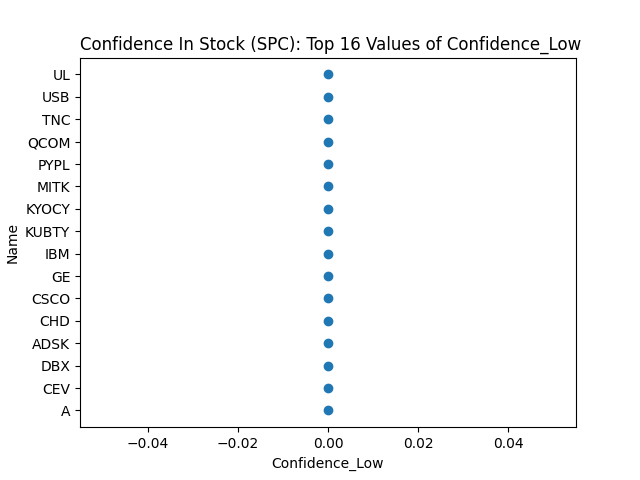 Confidence In Stock (SPC): Top 16 Values of Confidence_Low
UL
USB
TNC
QCOM
PYPL
MITK
KYOCY
KUBTY
IBM
GE
CSCO
CHD
ADSK
DBX
CEV
A
Name
−0.04 −0.02 0.00 0.02 0.04
Confidence_Low